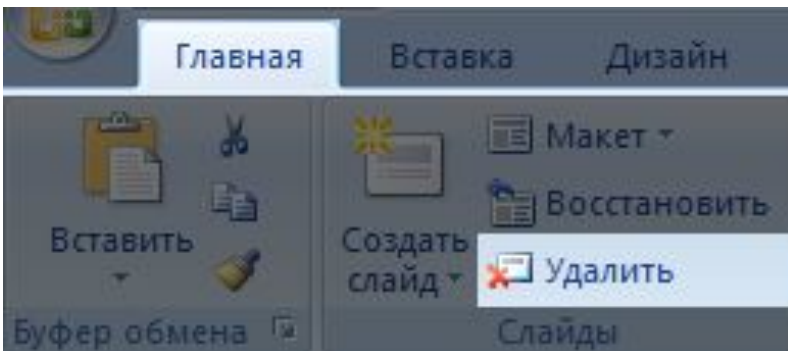 Главная Вставка Дизайн
Макет
Восстановить
Вставить
Создать
слайд
Удалить
Буфер обмена
Слайды